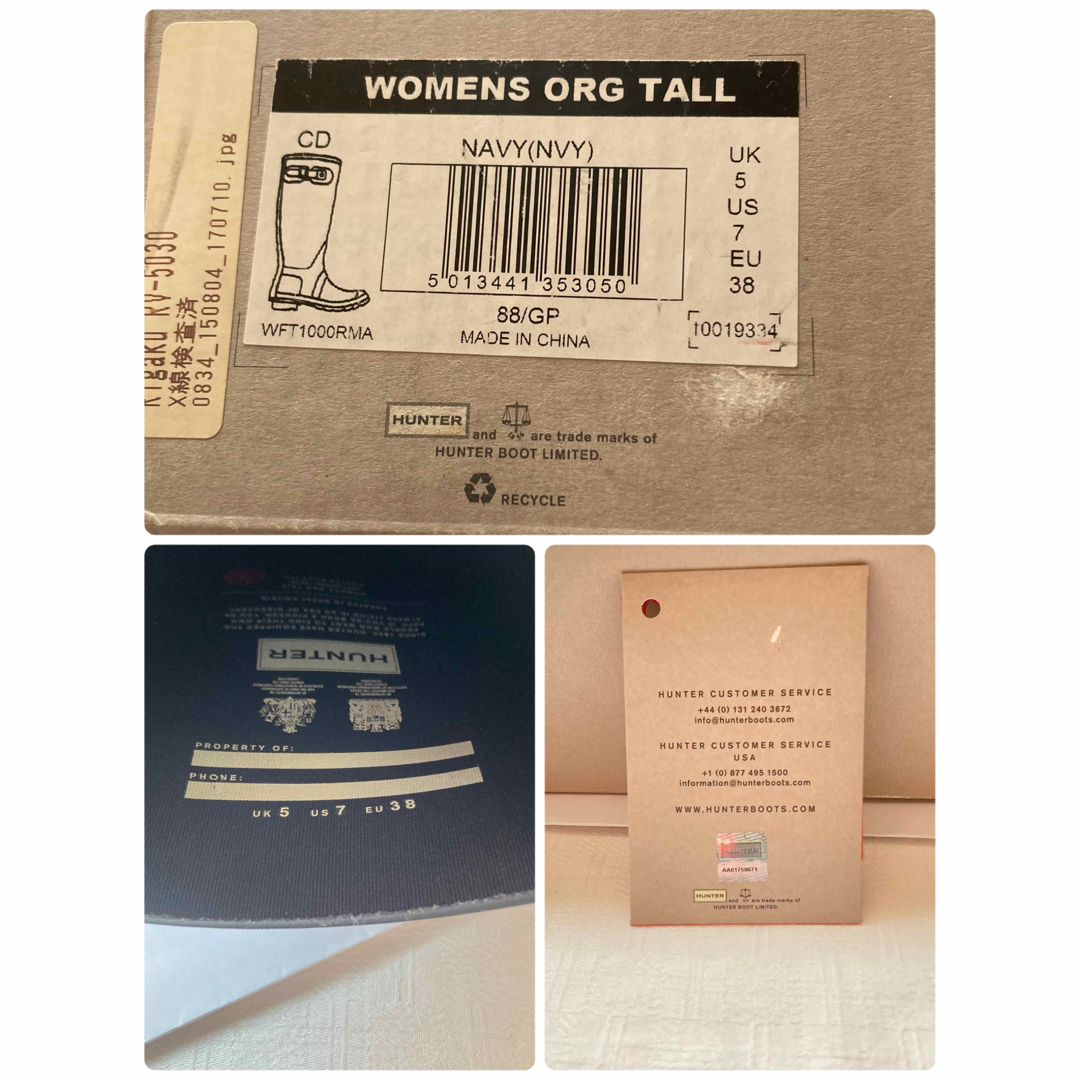 WOMENS ORG TALL
CD
NAVY(NVY)
UK
5
US
7
EU
38
5 013441 353050
88/GP
MADE IN CHINA
WFT1000RMA
10019334
Rigaku RV-5030
X線検査済
0834_150804_170710.jpg
HUNTER and are trade marks of
HUNTER BOOT LIMITED.
RECYCLE
HUNTER
PROPERTY OF:
PHONE:
UK 5 US 7 EU 38
HUNTER CUSTOMER SERVICE
+44 (0) 131 240 3672
info@hunterboots.com
HUNTER CUSTOMER SERVICE
USA
+1 (0) 877 495 1500
information@hunterboots.com
WWW.HUNTERBOOTS.COM
HUNTER
AA01759671
HUNTER and are trade marks of
HUNTER BOOT LIMITED.